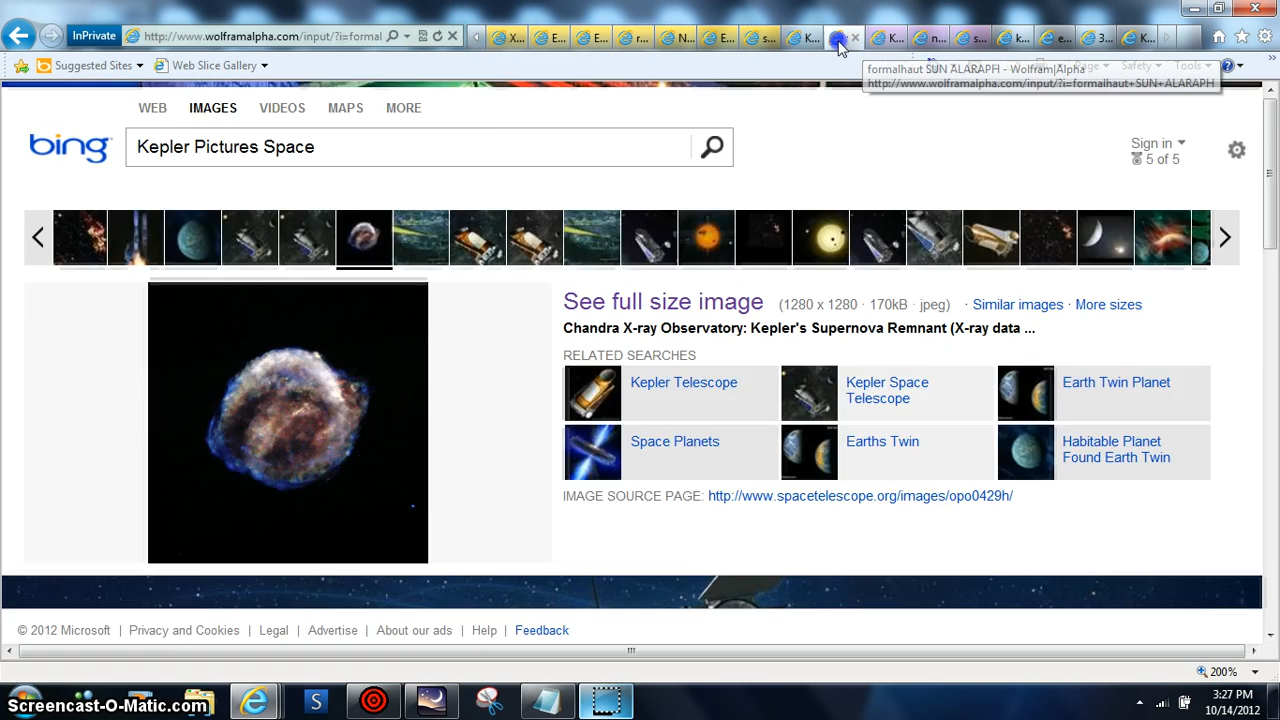 InPrivate http://www.wolframalpha.com/input/?i=formal X... E... E... r... N... E... s... K... K... n... s... k... e... 3... K...
Suggested Sites Web Slice Gallery Page Safety Tools
formalhaut SUN ALARAPH - Wolfram|Alpha
http://www.wolframalpha.com/input/?i=formalhaut+SUN+ALARAPH
WEB IMAGES VIDEOS MAPS MORE
bing Kepler Pictures Space
Sign in
5 of 5
See full size image (1280 x 1280 · 170kB · jpeg) · Similar images · More sizes
Chandra X-ray Observatory: Kepler's Supernova Remnant (X-ray data ...
RELATED SEARCHES
Kepler Telescope
Kepler Space
Telescope
Earth Twin Planet
Space Planets
Earths Twin
Habitable Planet
Found Earth Twin
IMAGE SOURCE PAGE: http://www.spacetelescope.org/images/opo0429h/
© 2012 Microsoft | Privacy and Cookies | Legal | Advertise | About our ads | Help | Feedback
200%
Screencast-O-Matic.com
S
3:27 PM
10/14/2012